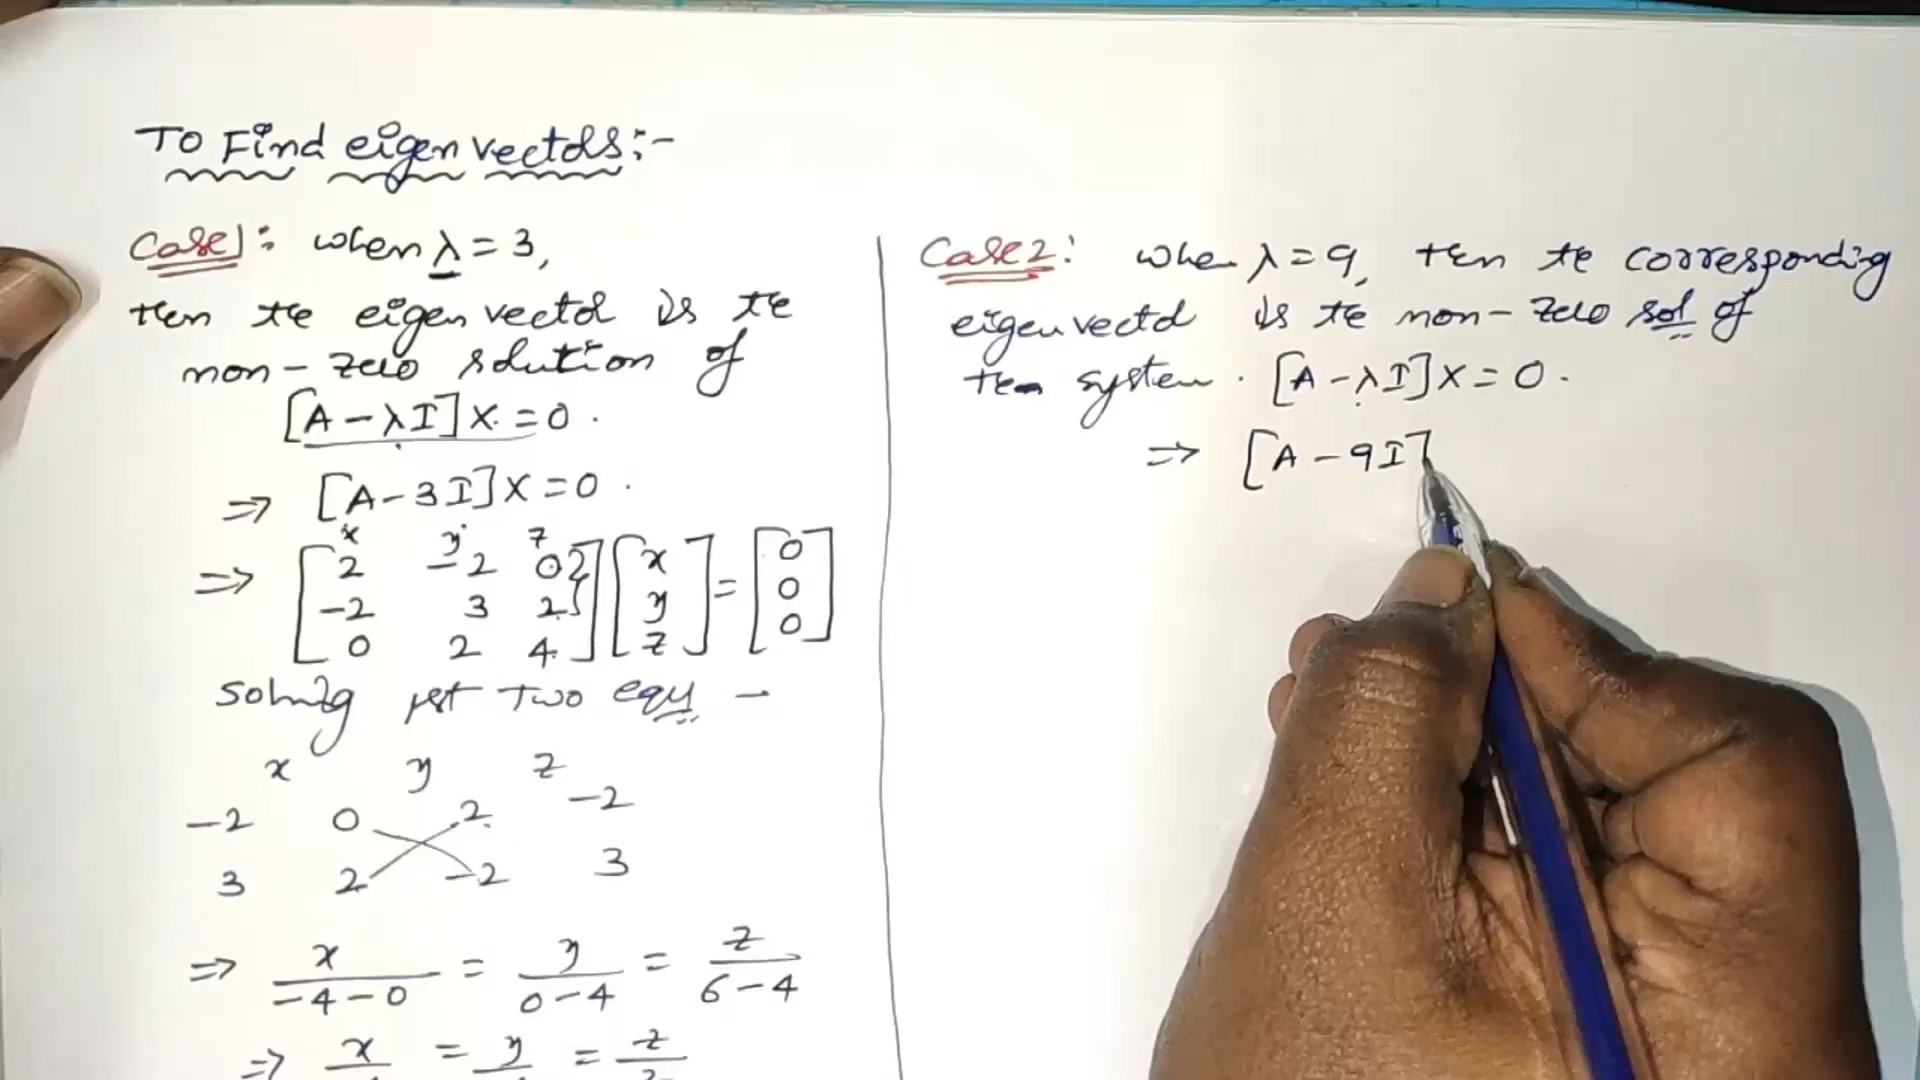 To Find eigen vectors:-
Case1: when λ = 3,
then the eigen vector is the
non-zero solution of
[A - λI] X = 0 .
⇒ [A - 3I] X = 0 .
x y z
⇒ [2 -2 0] [x] = [0]
[-2 3 2] [y] [0]
[0 2 4] [z] [0]
two equ -
x y z
-2 0 2 -2
3 2 -2 3
⇒ x/(-4-0) = y/(0-4) = z/(6-4)
⇒ x = y = z
Case2: when λ = 9, then the corresponding
eigen vector is the non-zero sol of
the system . [A - λI] X = 0 .
⇒ [A - 9I]